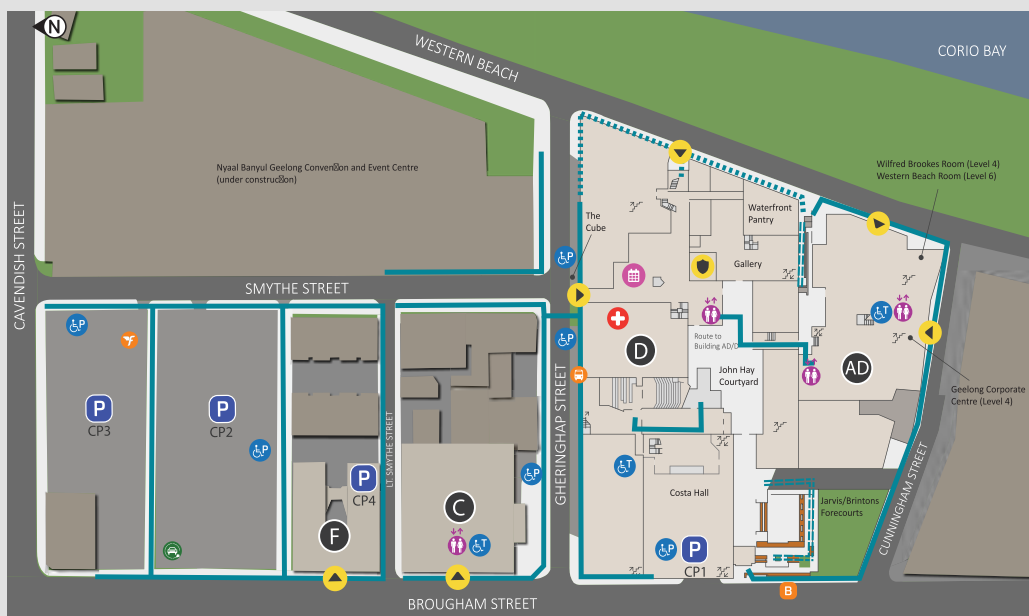 N
WESTERN BEACH
CORIO BAY
Nyaal Banyul Geelong Conven☒on and Event Centre
(under construc☒on)
Wilfred Brookes Room (Level 4)
Western Beach Room (Level 6)
The
Cube
Waterfront
Pantry
Gallery
CAVENDISH STREET
SMYTHE STREET
P
P
P
D
Route to
Building AD/D
John Hay
Courtyard
AD
T
Geelong Corporate
Centre (Level 4)
P
CP3
P
CP2
P
P
CP4
LT. SMYTHE STREET
GHERINGHAP STREET
P
T
C
T
F
Costa Hall
Jarvis/Brintons
Forecourts
CUNNINGHAM STREET
P
P
CP1
B
BROUGHAM STREET